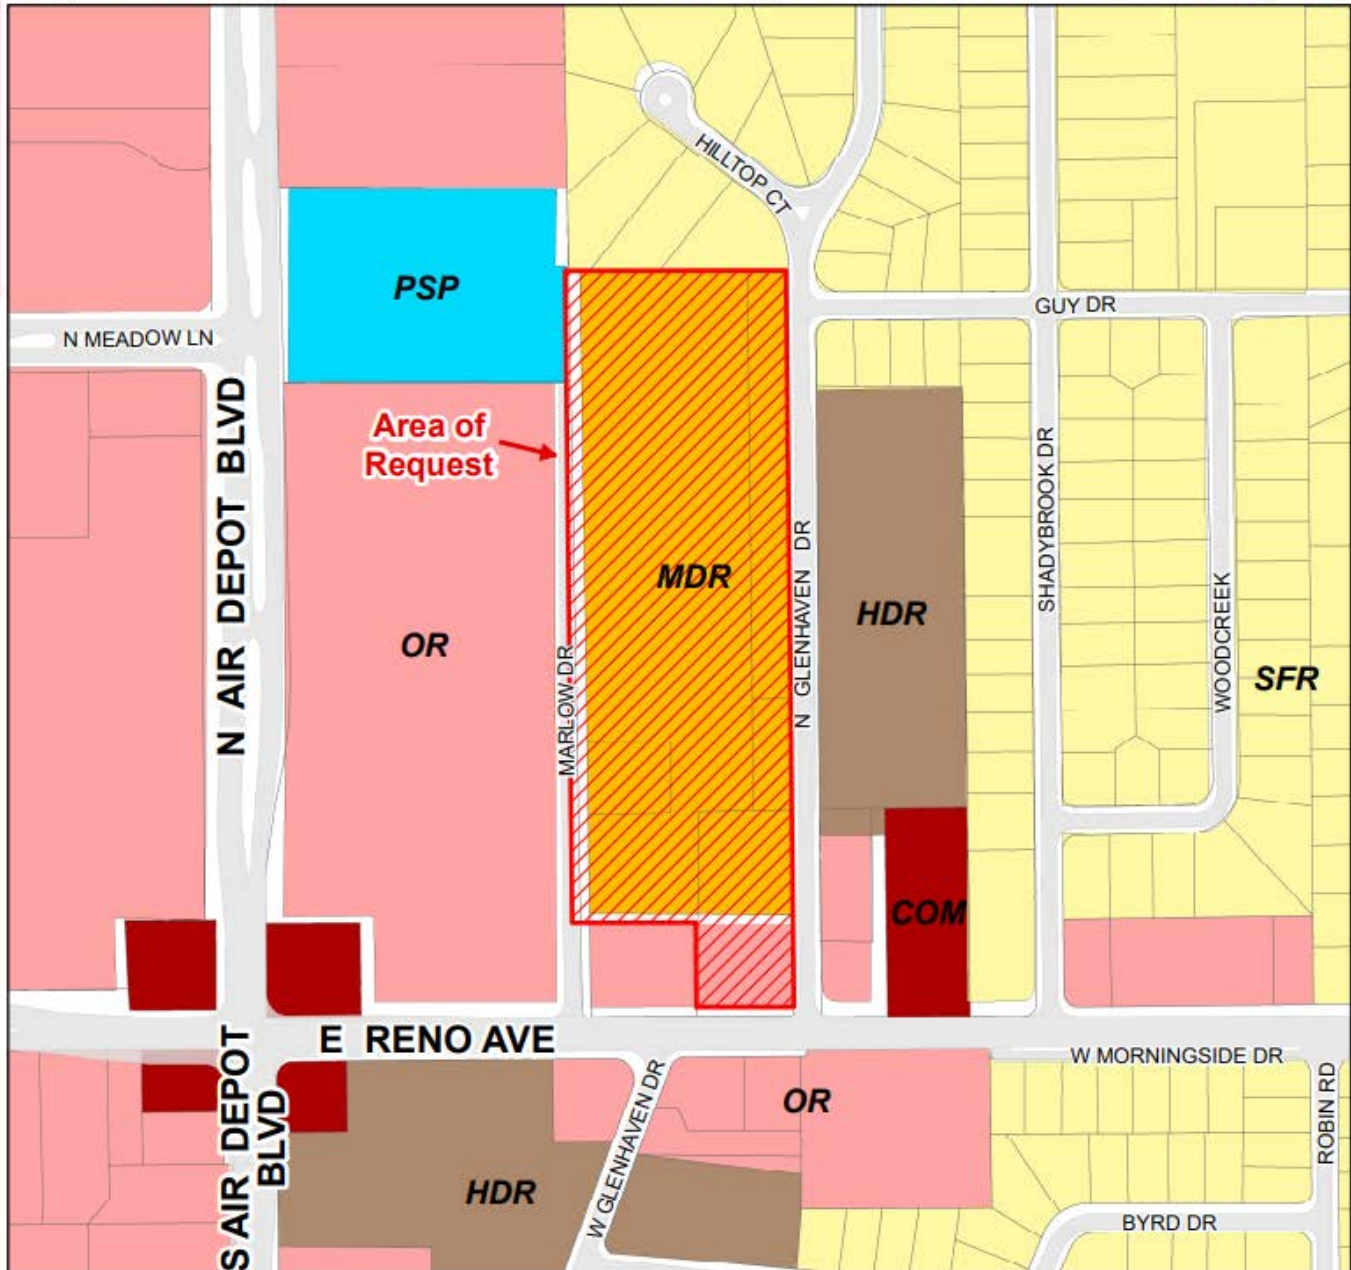 HILLTOP CT
PSP
GUY DR
N MEADOW LN
N AIR DEPOT BLVD
Area of
Request
SHADYBROOK DR
N GLENHAVEN DR
MDR
HDR
WOODCREEK
OR
MARLOW DR
SFR
COM
E RENO AVE
W MORNINGSIDE DR
S AIR DEPOT
BLVD
W GLENHAVEN DR
OR
ROBIN RD
HDR
BYRD DR